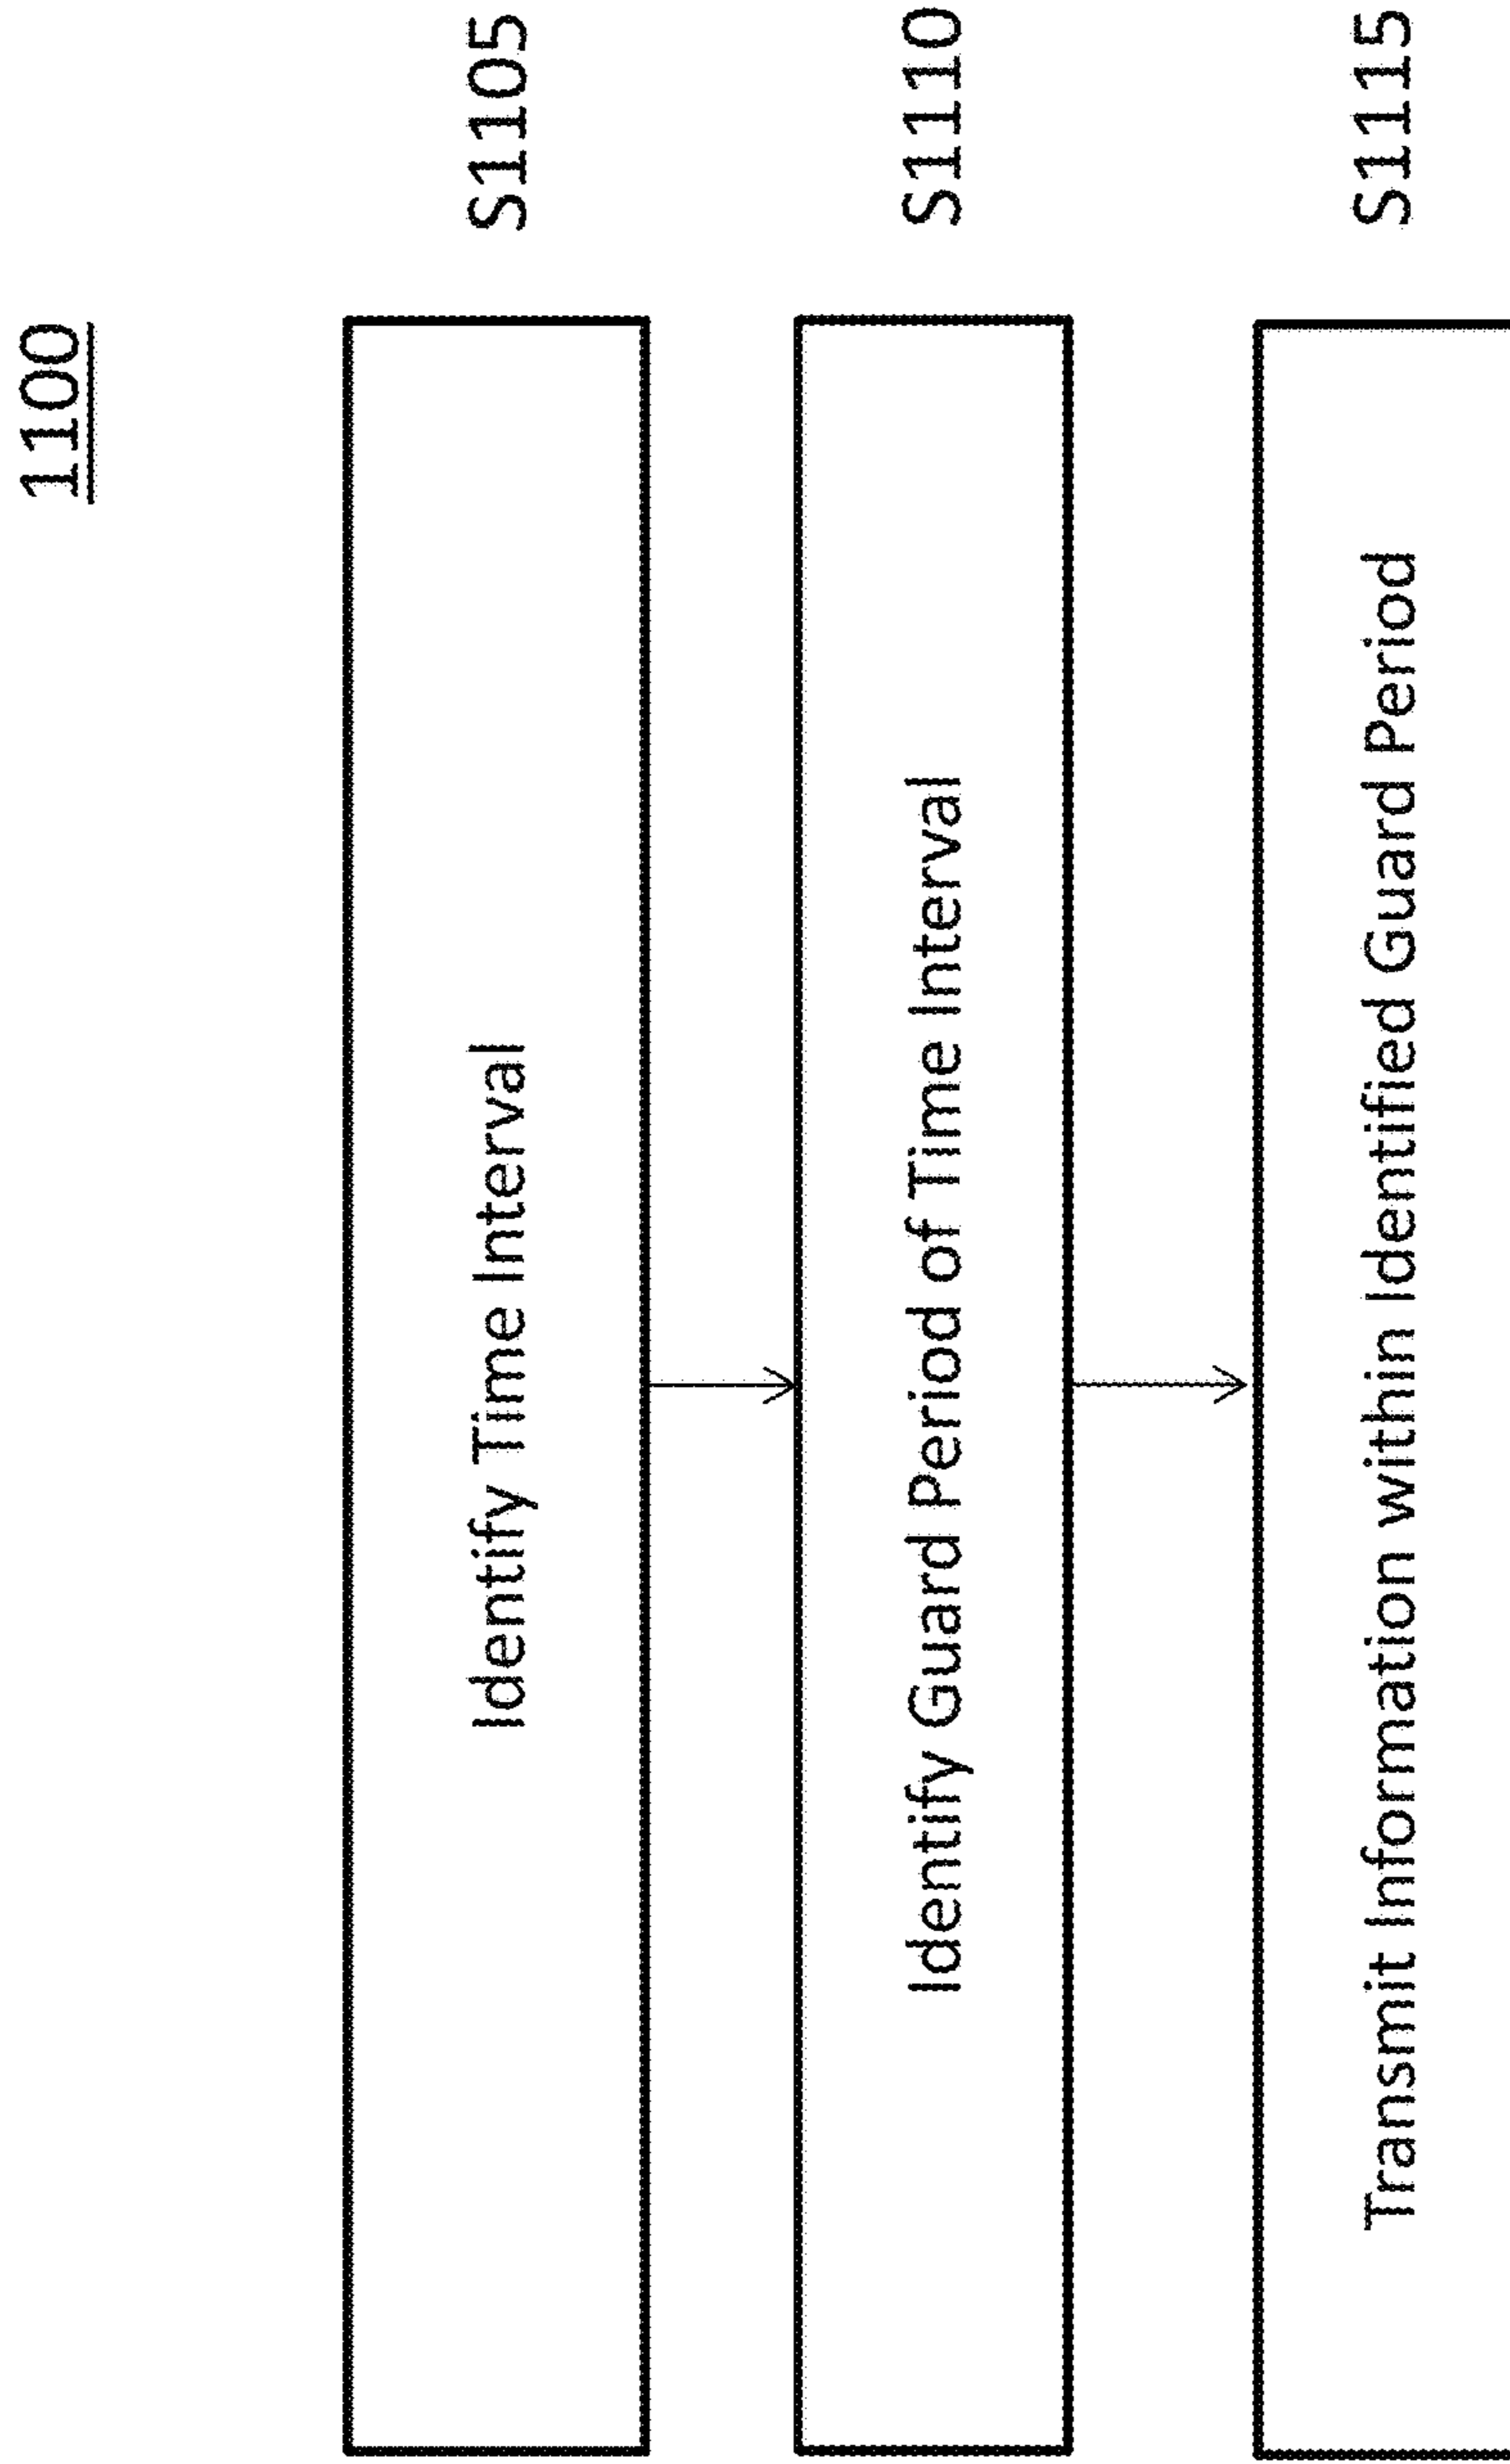 1100
Identify Time Interval
S1105
Identify Guard Period of Time Interval
S1110
Transmit Information within Identified Guard Period
S1115